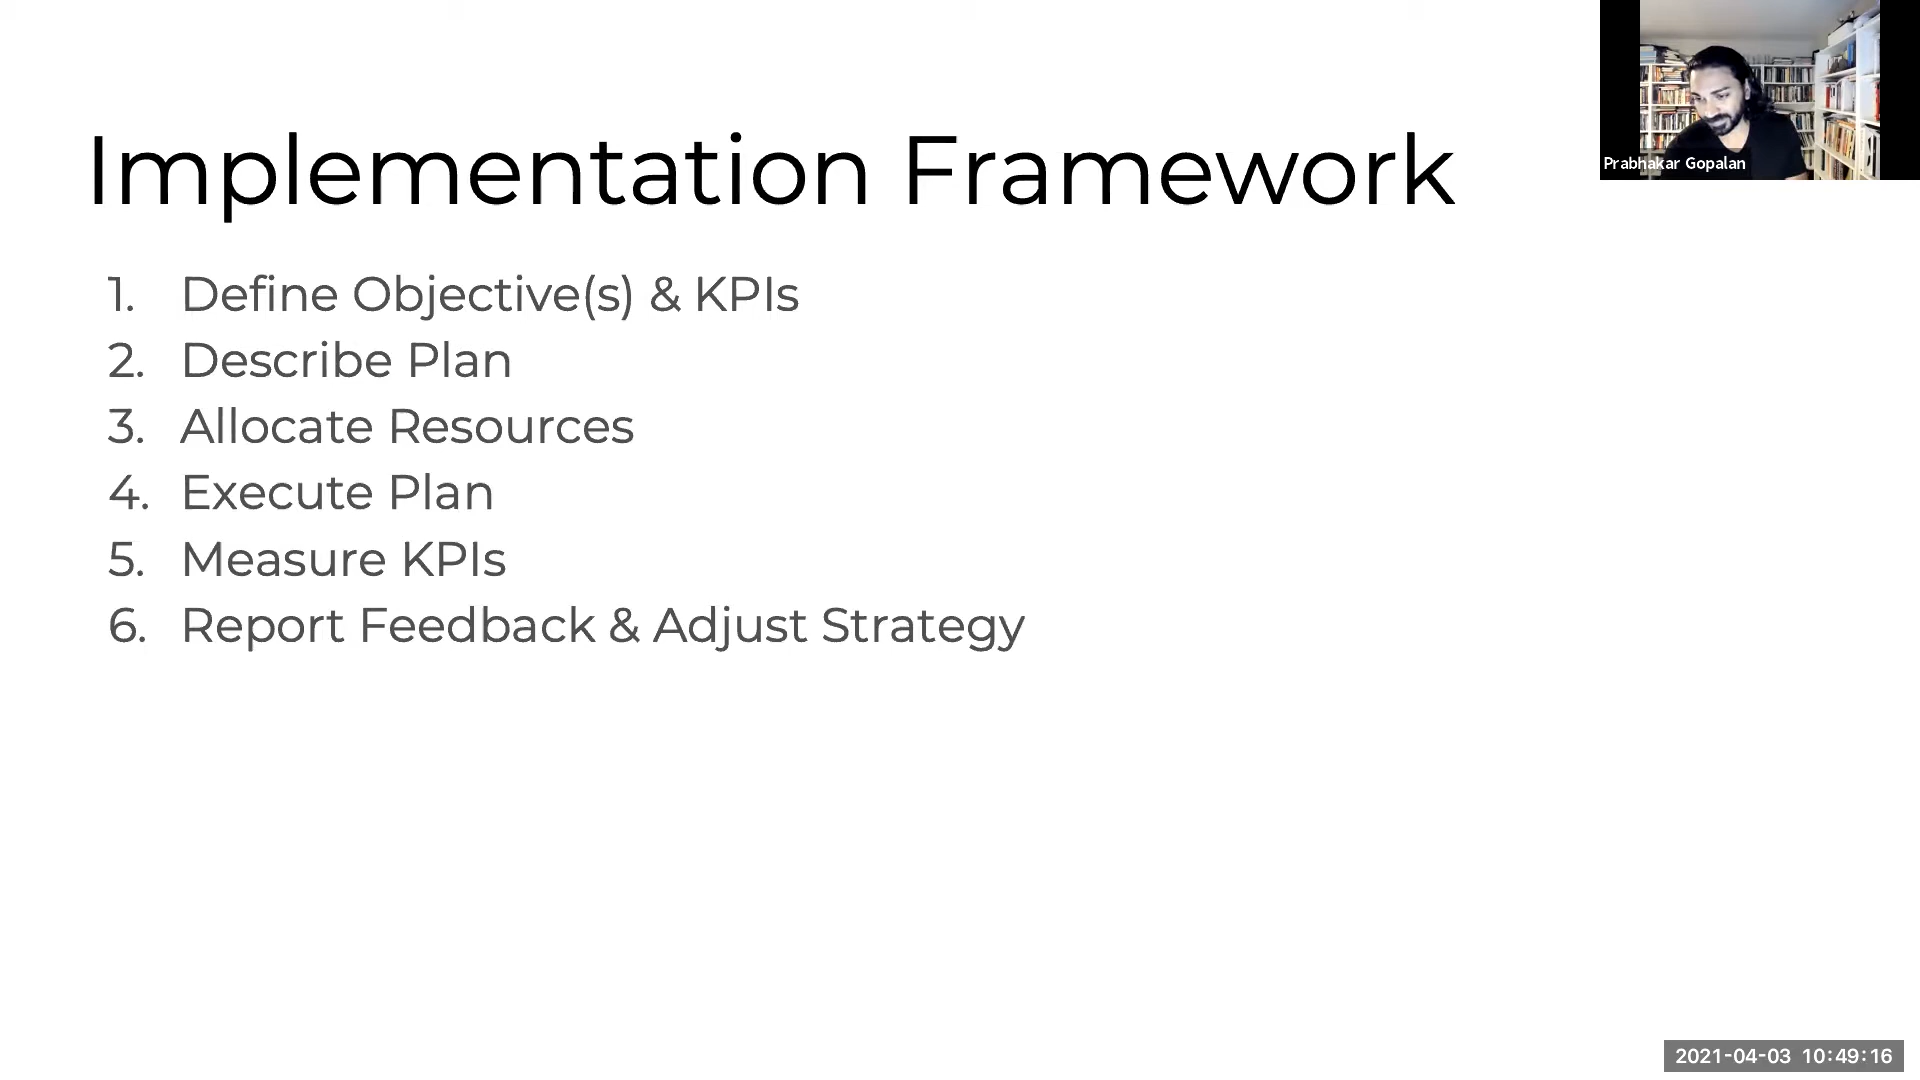 Implementation Framework
1. Define Objective(s) & KPIs
2. Describe Plan
3. Allocate Resources
4. Execute Plan
5. Measure KPIs
6. Report Feedback & Adjust Strategy
Prabhakar Gopalan
2021-04-03 10:49:16